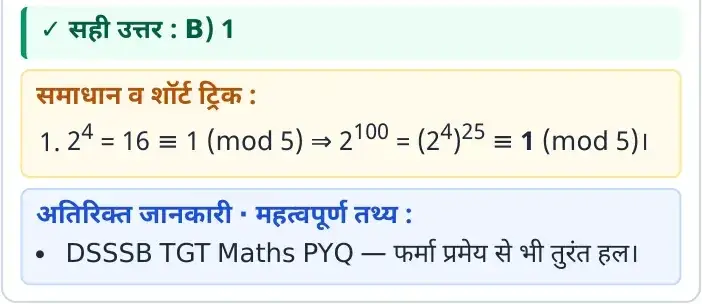 ✓ सही उत्तर : B) 1
समाधान व शॉर्ट ट्रिक :
1. 2⁴ = 16 ≡ 1 (mod 5) ⇒ 2¹⁰⁰ = (2⁴)²⁵ ≡ 1 (mod 5)।
अतिरिक्त जानकारी · महत्वपूर्ण तथ्य :
• DSSSB TGT Maths PYQ — फर्मा प्रमेय से भी तुरंत हल।